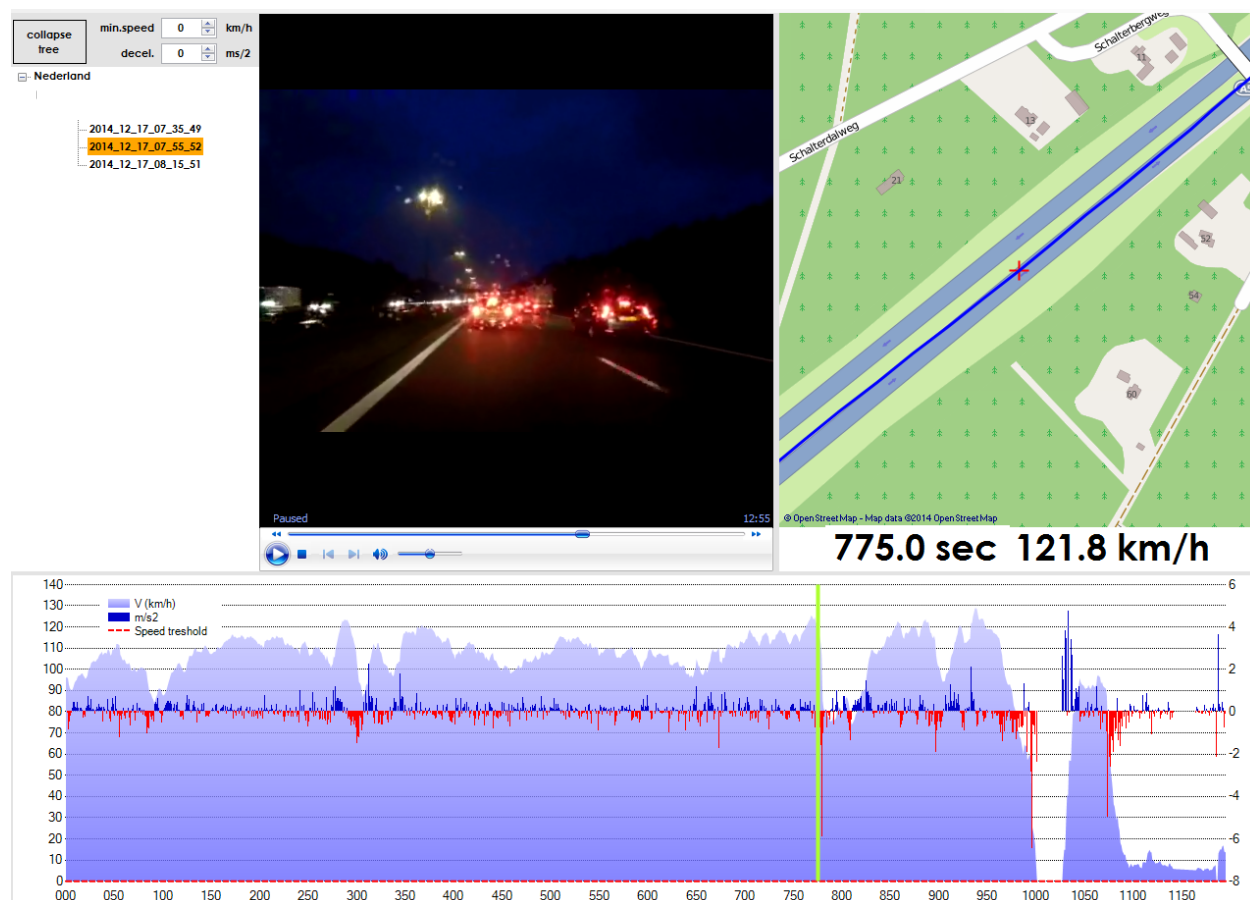 collapse
tree
min.speed 0 km/h
decel. 0 ms/2
Nederland
2014_12_17_07_35_49
2014_12_17_07_55_52
2014_12_17_08_15_51
Paused 12:55
Schalterbergweg
11
13
Schalterdalweg
21
52
54
60
© OpenStreetMap - Map data ©2014 OpenStreetMap
775.0 sec 121.8 km/h
V (km/h)
m/s2
Speed treshold
140
130
120
110
100
90
80
70
60
50
40
30
20
10
0
6
4
2
0
-2
-4
-6
-8
000 050 100 150 200 250 300 350 400 450 500 550 600 650 700 750 800 850 900 950 1000 1050 1100 1150